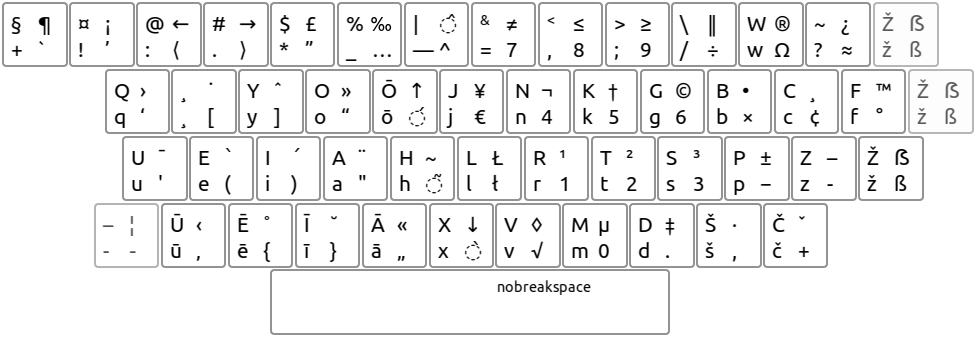 § ¶ ¤ ¡ @ ← # → $ £ % ‰ | ◌̂ & ≠ < ≤ > ≥ \ ‖ W ® ~ ¿ Ž ẞ
+ ` ! ’ : ⟨ . ⟩ * ” _ … — ^ = 7 , 8 ; 9 / ÷ w Ω ? ≈ ž ß
Q › ¸ ˙ Y ˆ O » Ō ↑ J ¥ N ¬ K † G © B • C ¸ F ™ Ž ẞ
q ‘ ¸ [ y ] o “ ō ◌́ j € n 4 k 5 g 6 b × c ¢ f ° ž ß
U ¯ E ` I ´ A ¨ H ~ L Ł R ¹ T ² S ³ P ± Z – Ž ẞ
u ' e ( i ) a " h ◌̃ l ł r 1 t 2 s 3 p − z - ž ß
– ¦ Ū ‹ Ē ˚ Ī ˘ Ā « X ↓ V ◊ M µ D ‡ Š · Č ˇ
- - ū ‚ ē { ī } ā „ x ◌̀ v √ m 0 d . š , č +
nobreakspace